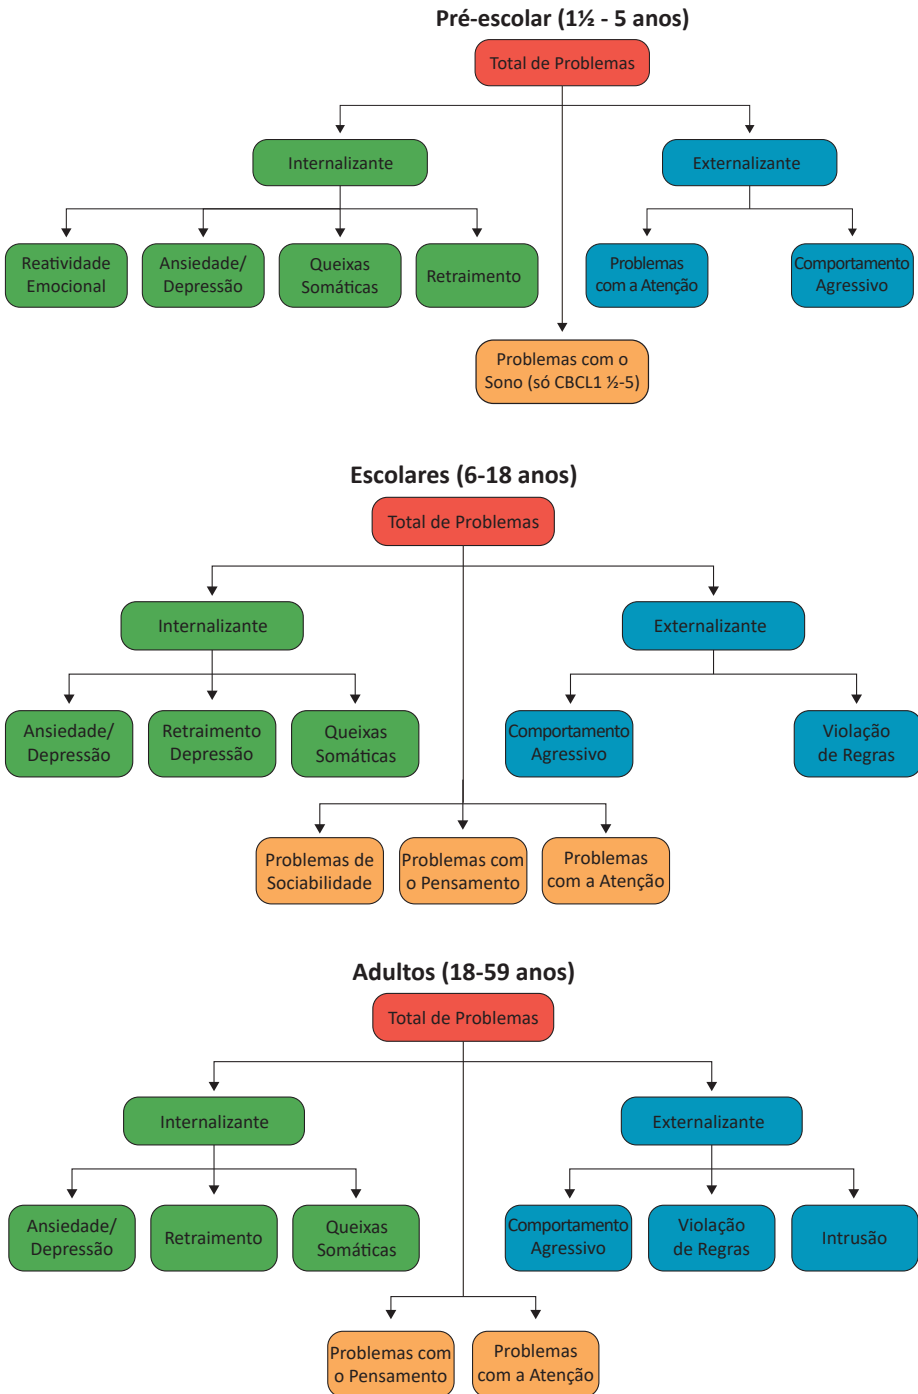 Pré-escolar (1½ - 5 anos)
Total de Problemas
Internalizante
Externalizante
Reatividade
Emocional
Ansiedade/
Depressão
Queixas
Somáticas
Retraimento
Problemas
com a Atenção
Comportamento
Agressivo
Problemas com o
Sono (só CBCL1 ½-5)
Escolares (6-18 anos)
Total de Problemas
Internalizante
Externalizante
Ansiedade/
Depressão
Retraimento
Depressão
Queixas
Somáticas
Comportamento
Agressivo
Violação
de Regras
Problemas de
Sociabilidade
Problemas com
o Pensamento
Problemas
com a Atenção
Adultos (18-59 anos)
Total de Problemas
Internalizante
Externalizante
Ansiedade/
Depressão
Retraimento
Queixas
Somáticas
Comportamento
Agressivo
Violação
de Regras
Intrusão
Problemas com
o Pensamento
Problemas
com a Atenção